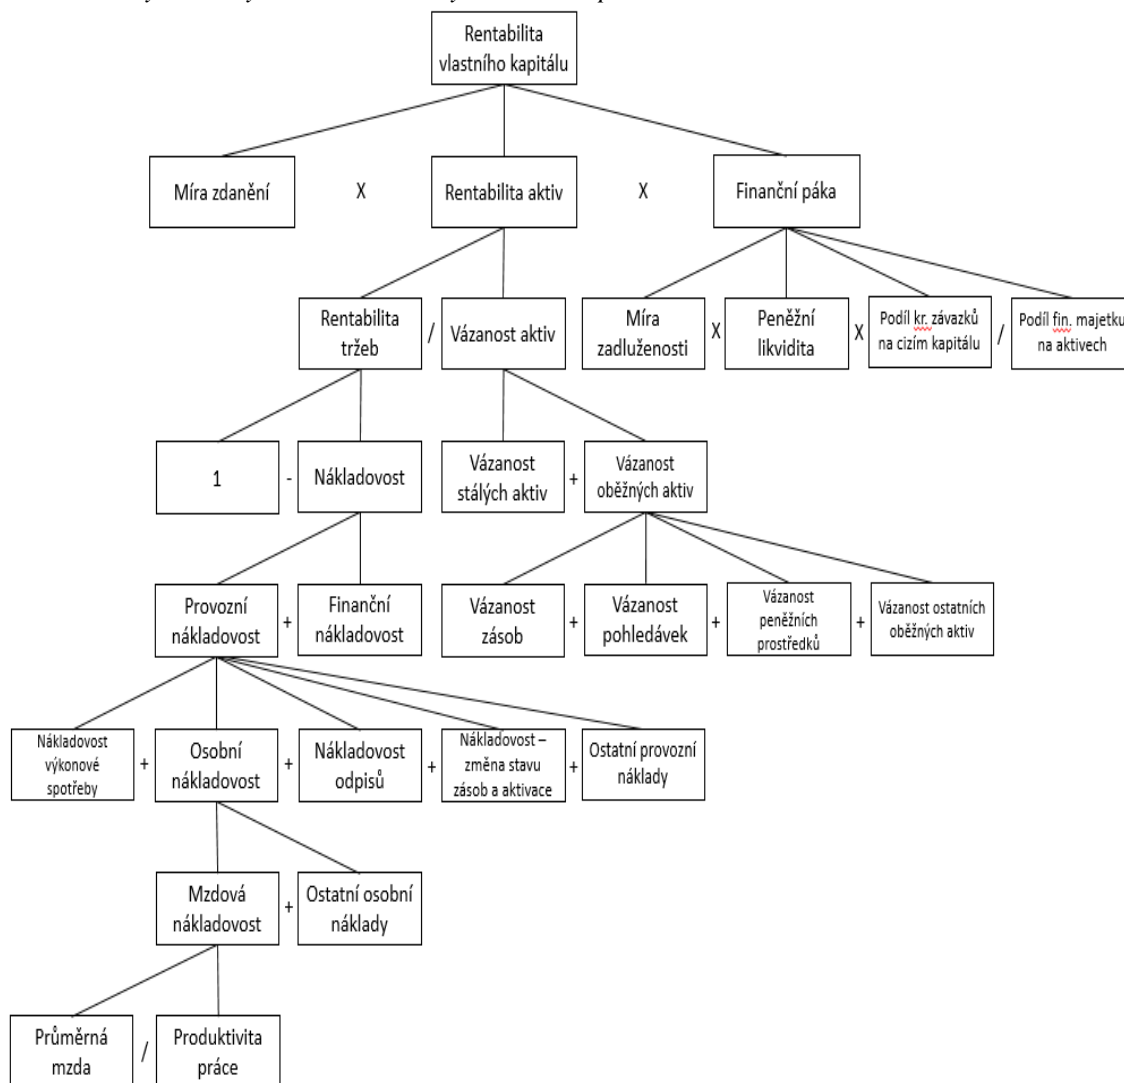 Rentabilita
vlastního kapitálu
Míra zdanění
X
Rentabilita aktiv
X
Finanční páka
Rentabilita
tržeb
/
Vázanost aktiv
Míra
zadluženosti
X
Peněžní
likvidita
X
Podíl kr. závazků
na cizím kapitálu
/
Podíl fin. majetku
na aktivech
1
-
Nákladovost
Vázanost
stálých aktiv
+
Vázanost
oběžných aktiv
Provozní
nákladovost
+
Finanční
nákladovost
Vázanost
zásob
+
Vázanost
pohledávek
+
Vázanost
peněžních
prostředků
+
Vázanost ostatních
oběžných aktiv
Nákladovost
výkonové
spotřeby
+
Osobní
nákladovost
+
Nákladovost
odpisů
+
Nákladovost –
změna stavu
zásob a aktivace
+
Ostatní provozní
náklady
Mzdová
nákladovost
+
Ostatní osobní
náklady
Průměrná
mzda
/
Produktivita
práce